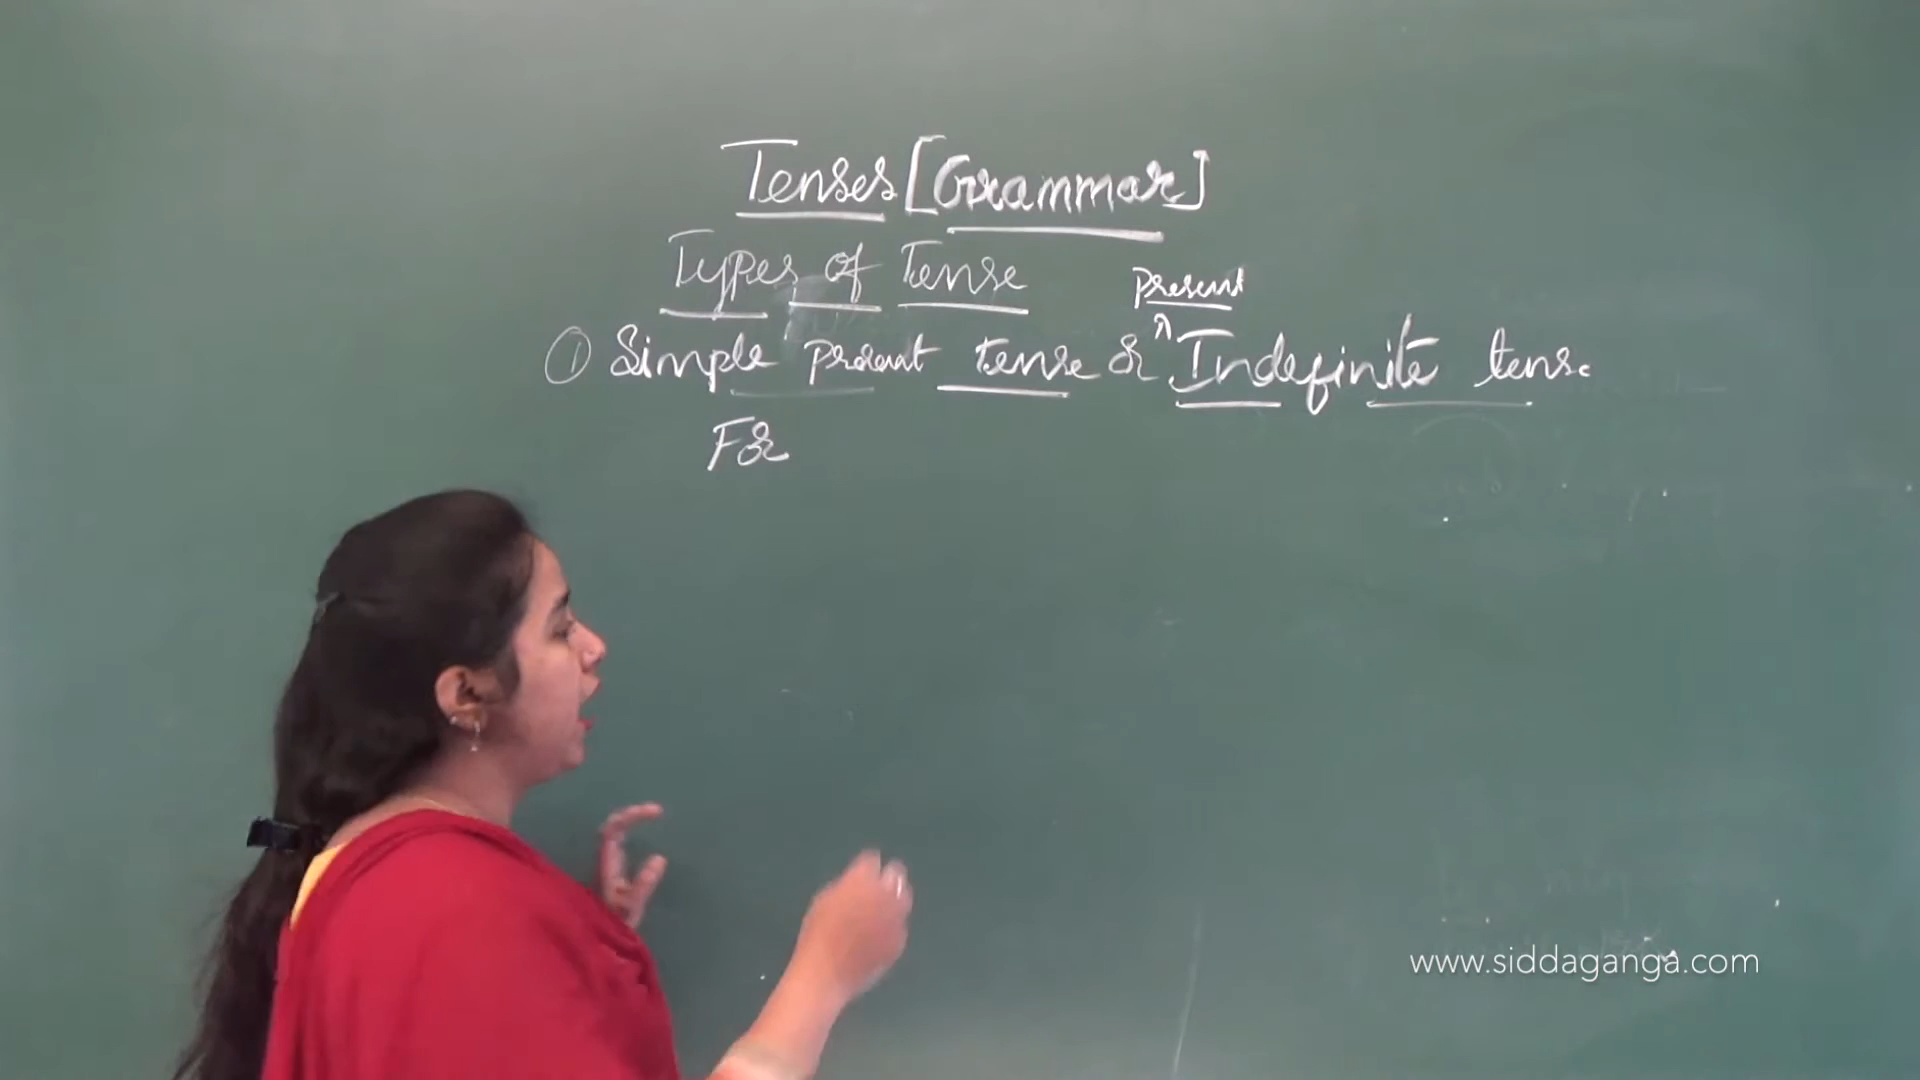 Tenses [Grammar]
Types of Tense
present
① Simple present tense or ^ Indefinite tense
For
www.siddaganga.com